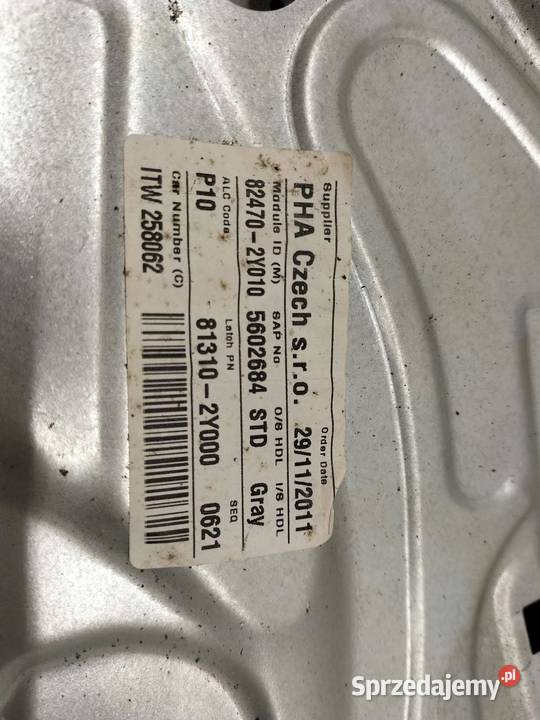 Supplier Order Date
PHA Czech s.r.o. 29/11/2011
Module ID (M) SAP No O/S HDL I/S HDL
82470-2Y010 5602684 STD Gray
ALC Code Latch PN SEQ
P10 81310-2Y000 0621
Car Number (C)
ITW 258062
Sprzedajemy.pl